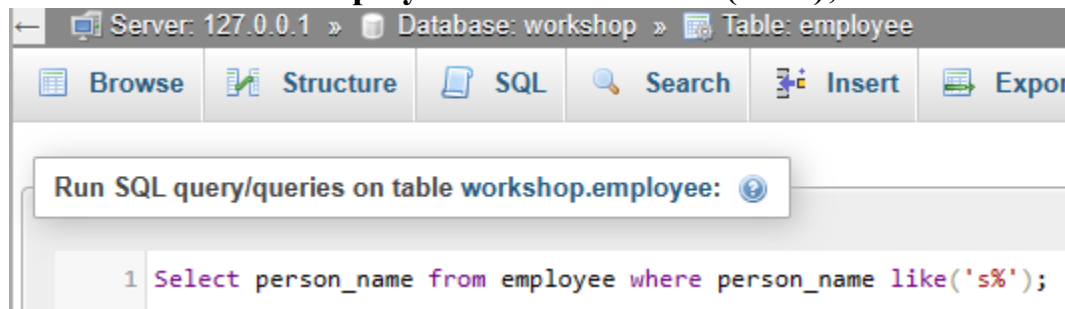 ← Server: 127.0.0.1 » Database: workshop » Table: employee
Browse Structure SQL Search Insert Expor
Run SQL query/queries on table workshop.employee:
1 Select person_name from employee where person_name like('s%');